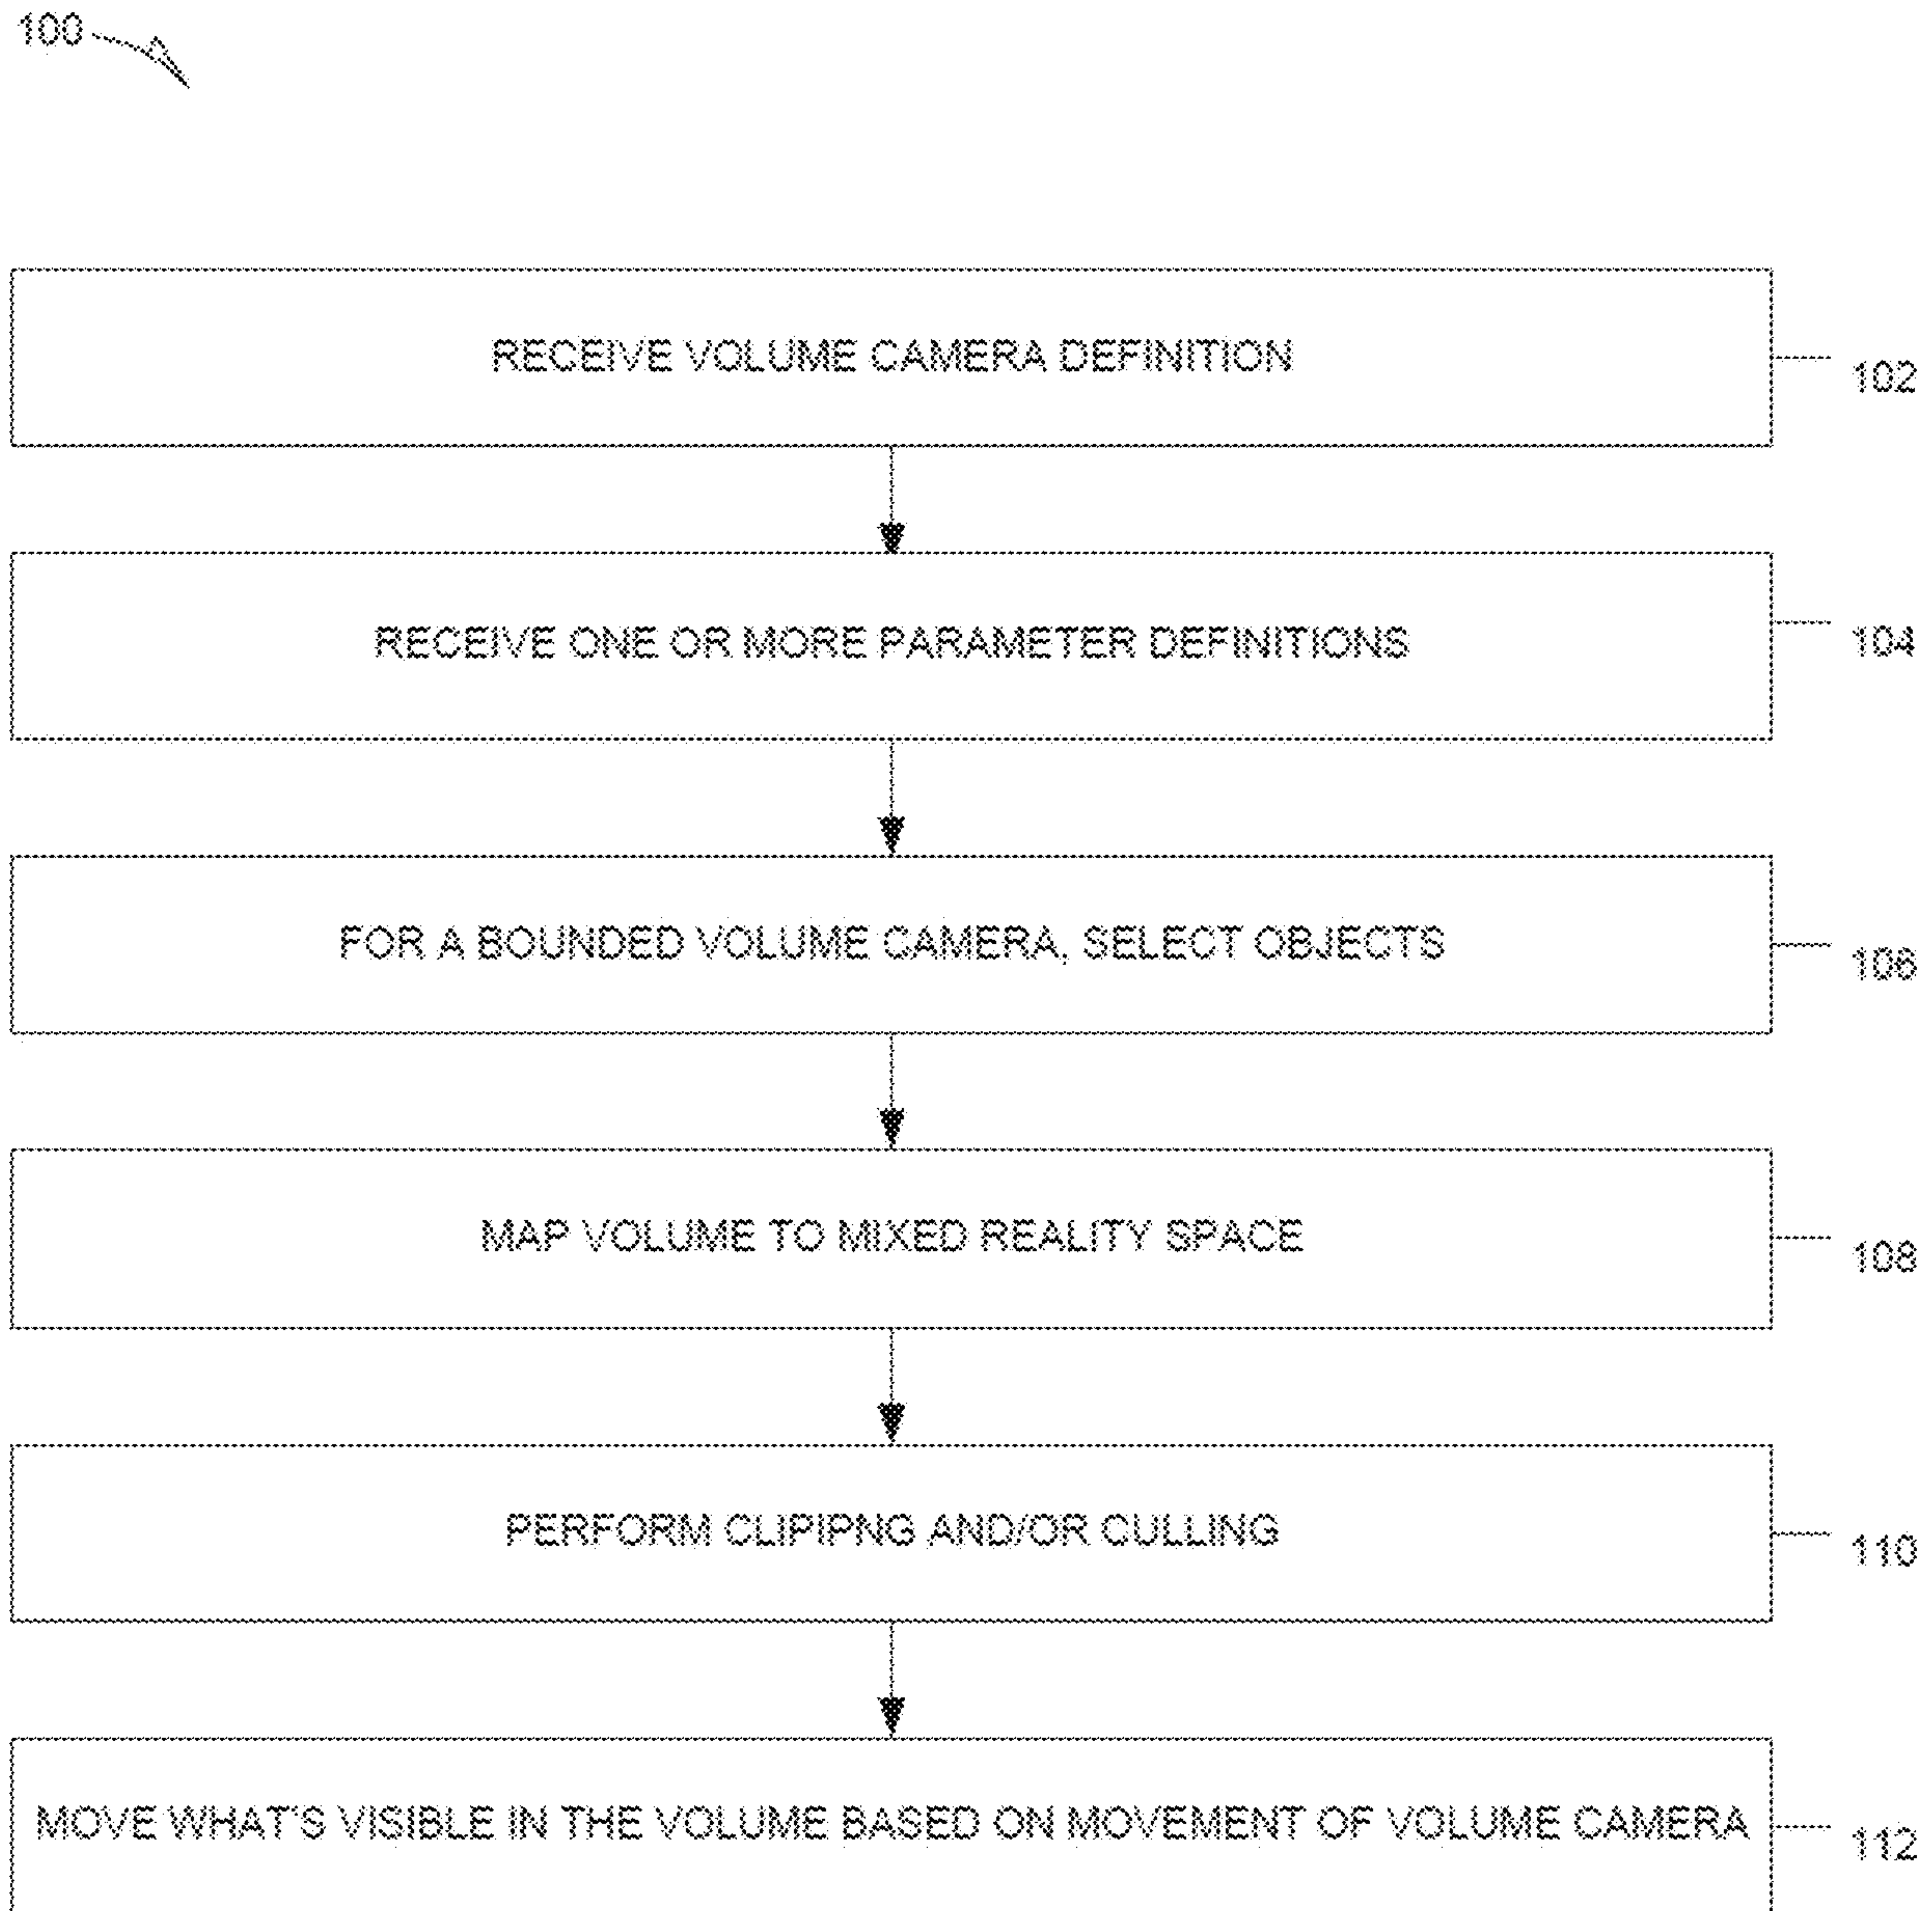 100
RECEIVE VOLUME CAMERA DEFINITION
102
RECEIVE ONE OR MORE PARAMETER DEFINITIONS
104
FOR A BOUNDED VOLUME CAMERA, SELECT OBJECTS
106
MAP VOLUME TO MIXED REALITY SPACE
108
PERFORM CLIPIPNG AND/OR CULLING
110
MOVE WHAT'S VISIBLE IN THE VOLUME BASED ON MOVEMENT OF VOLUME CAMERA
112